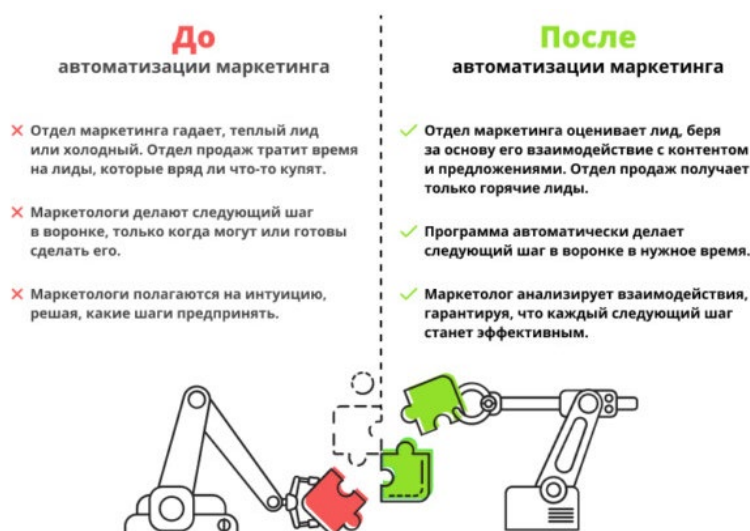 До
автоматизации маркетинга
✕ Отдел маркетинга гадает, теплый лид
или холодный. Отдел продаж тратит время
на лиды, которые вряд ли что-то купят.
✕ Маркетологи делают следующий шаг
в воронке, только когда могут или готовы
сделать его.
✕ Маркетологи полагаются на интуицию,
решая, какие шаги предпринять.
После
автоматизации маркетинга
✓ Отдел маркетинга оценивает лид, беря
за основу его взаимодействие с контентом
и предложениями. Отдел продаж получает
только горячие лиды.
✓ Программа автоматически делает
следующий шаг в воронке в нужное время.
✓ Маркетолог анализирует взаимодействия,
гарантируя, что каждый следующий шаг
станет эффективным.